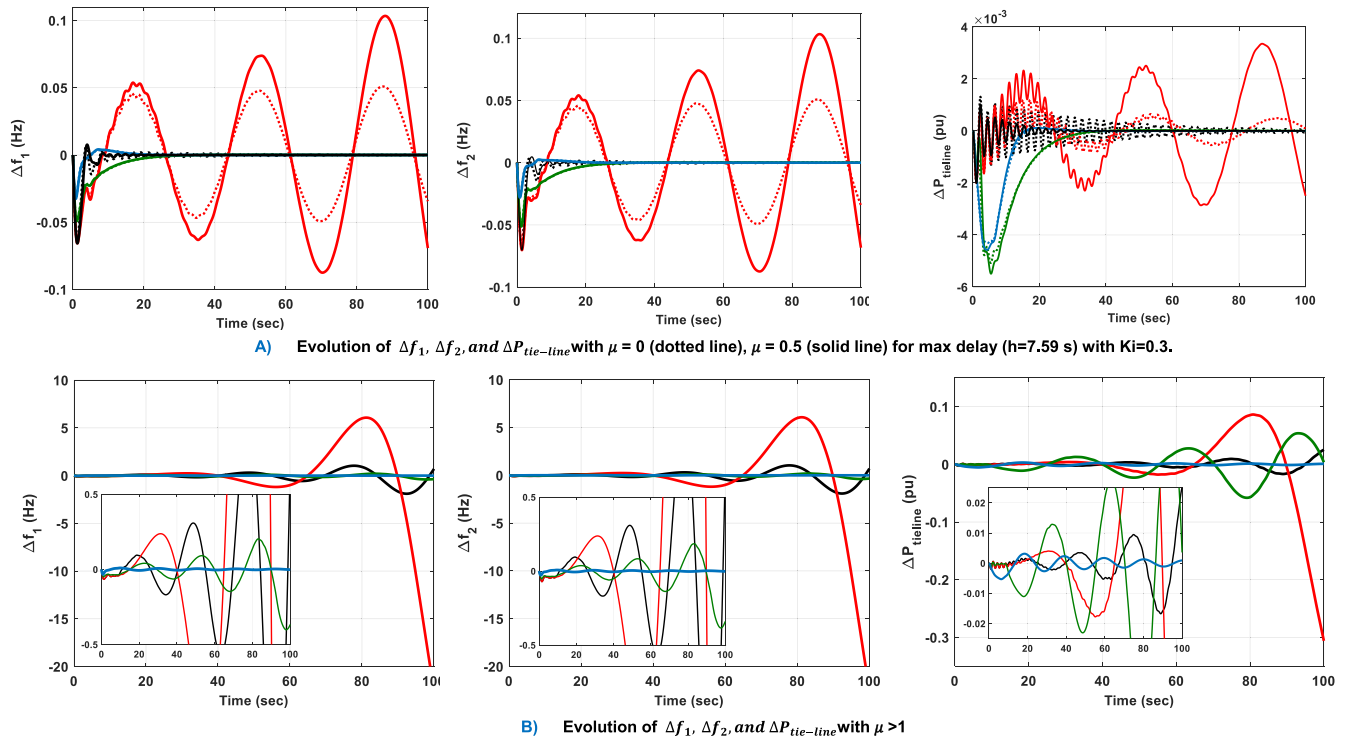 0.1
0.05
0
-0.05
-0.1
Δf1 (Hz)
0 20 40 60 80 100
Time (sec)
0.1
0.05
0
-0.05
-0.1
Δf2 (Hz)
0 20 40 60 80 100
Time (sec)
×10-3
4
2
0
-2
-4
-6
ΔPtieline (pu)
0 20 40 60 80 100
Time (sec)
A) Evolution of Δf1, Δf2, and ΔPtie−line with μ = 0 (dotted line), μ = 0.5 (solid line) for max delay (h=7.59 s) with Ki=0.3.
10
5
0
-5
-10
-15
-20
Δf1 (Hz)
0.5
0
-0.5
0 20 40 60 80 100
0 20 40 60 80 100
Time (sec)
10
5
0
-5
-10
-15
-20
Δf2 (Hz)
0.5
0
-0.5
0 20 40 60 80 100
0 20 40 60 80 100
Time (sec)
0.1
0
-0.1
-0.2
-0.3
ΔPtieline (pu)
0.02
0.01
0
-0.01
-0.02
0 20 40 60 80 100
0 20 40 60 80 100
Time (sec)
B) Evolution of Δf1, Δf2, and ΔPtie−line with μ >1